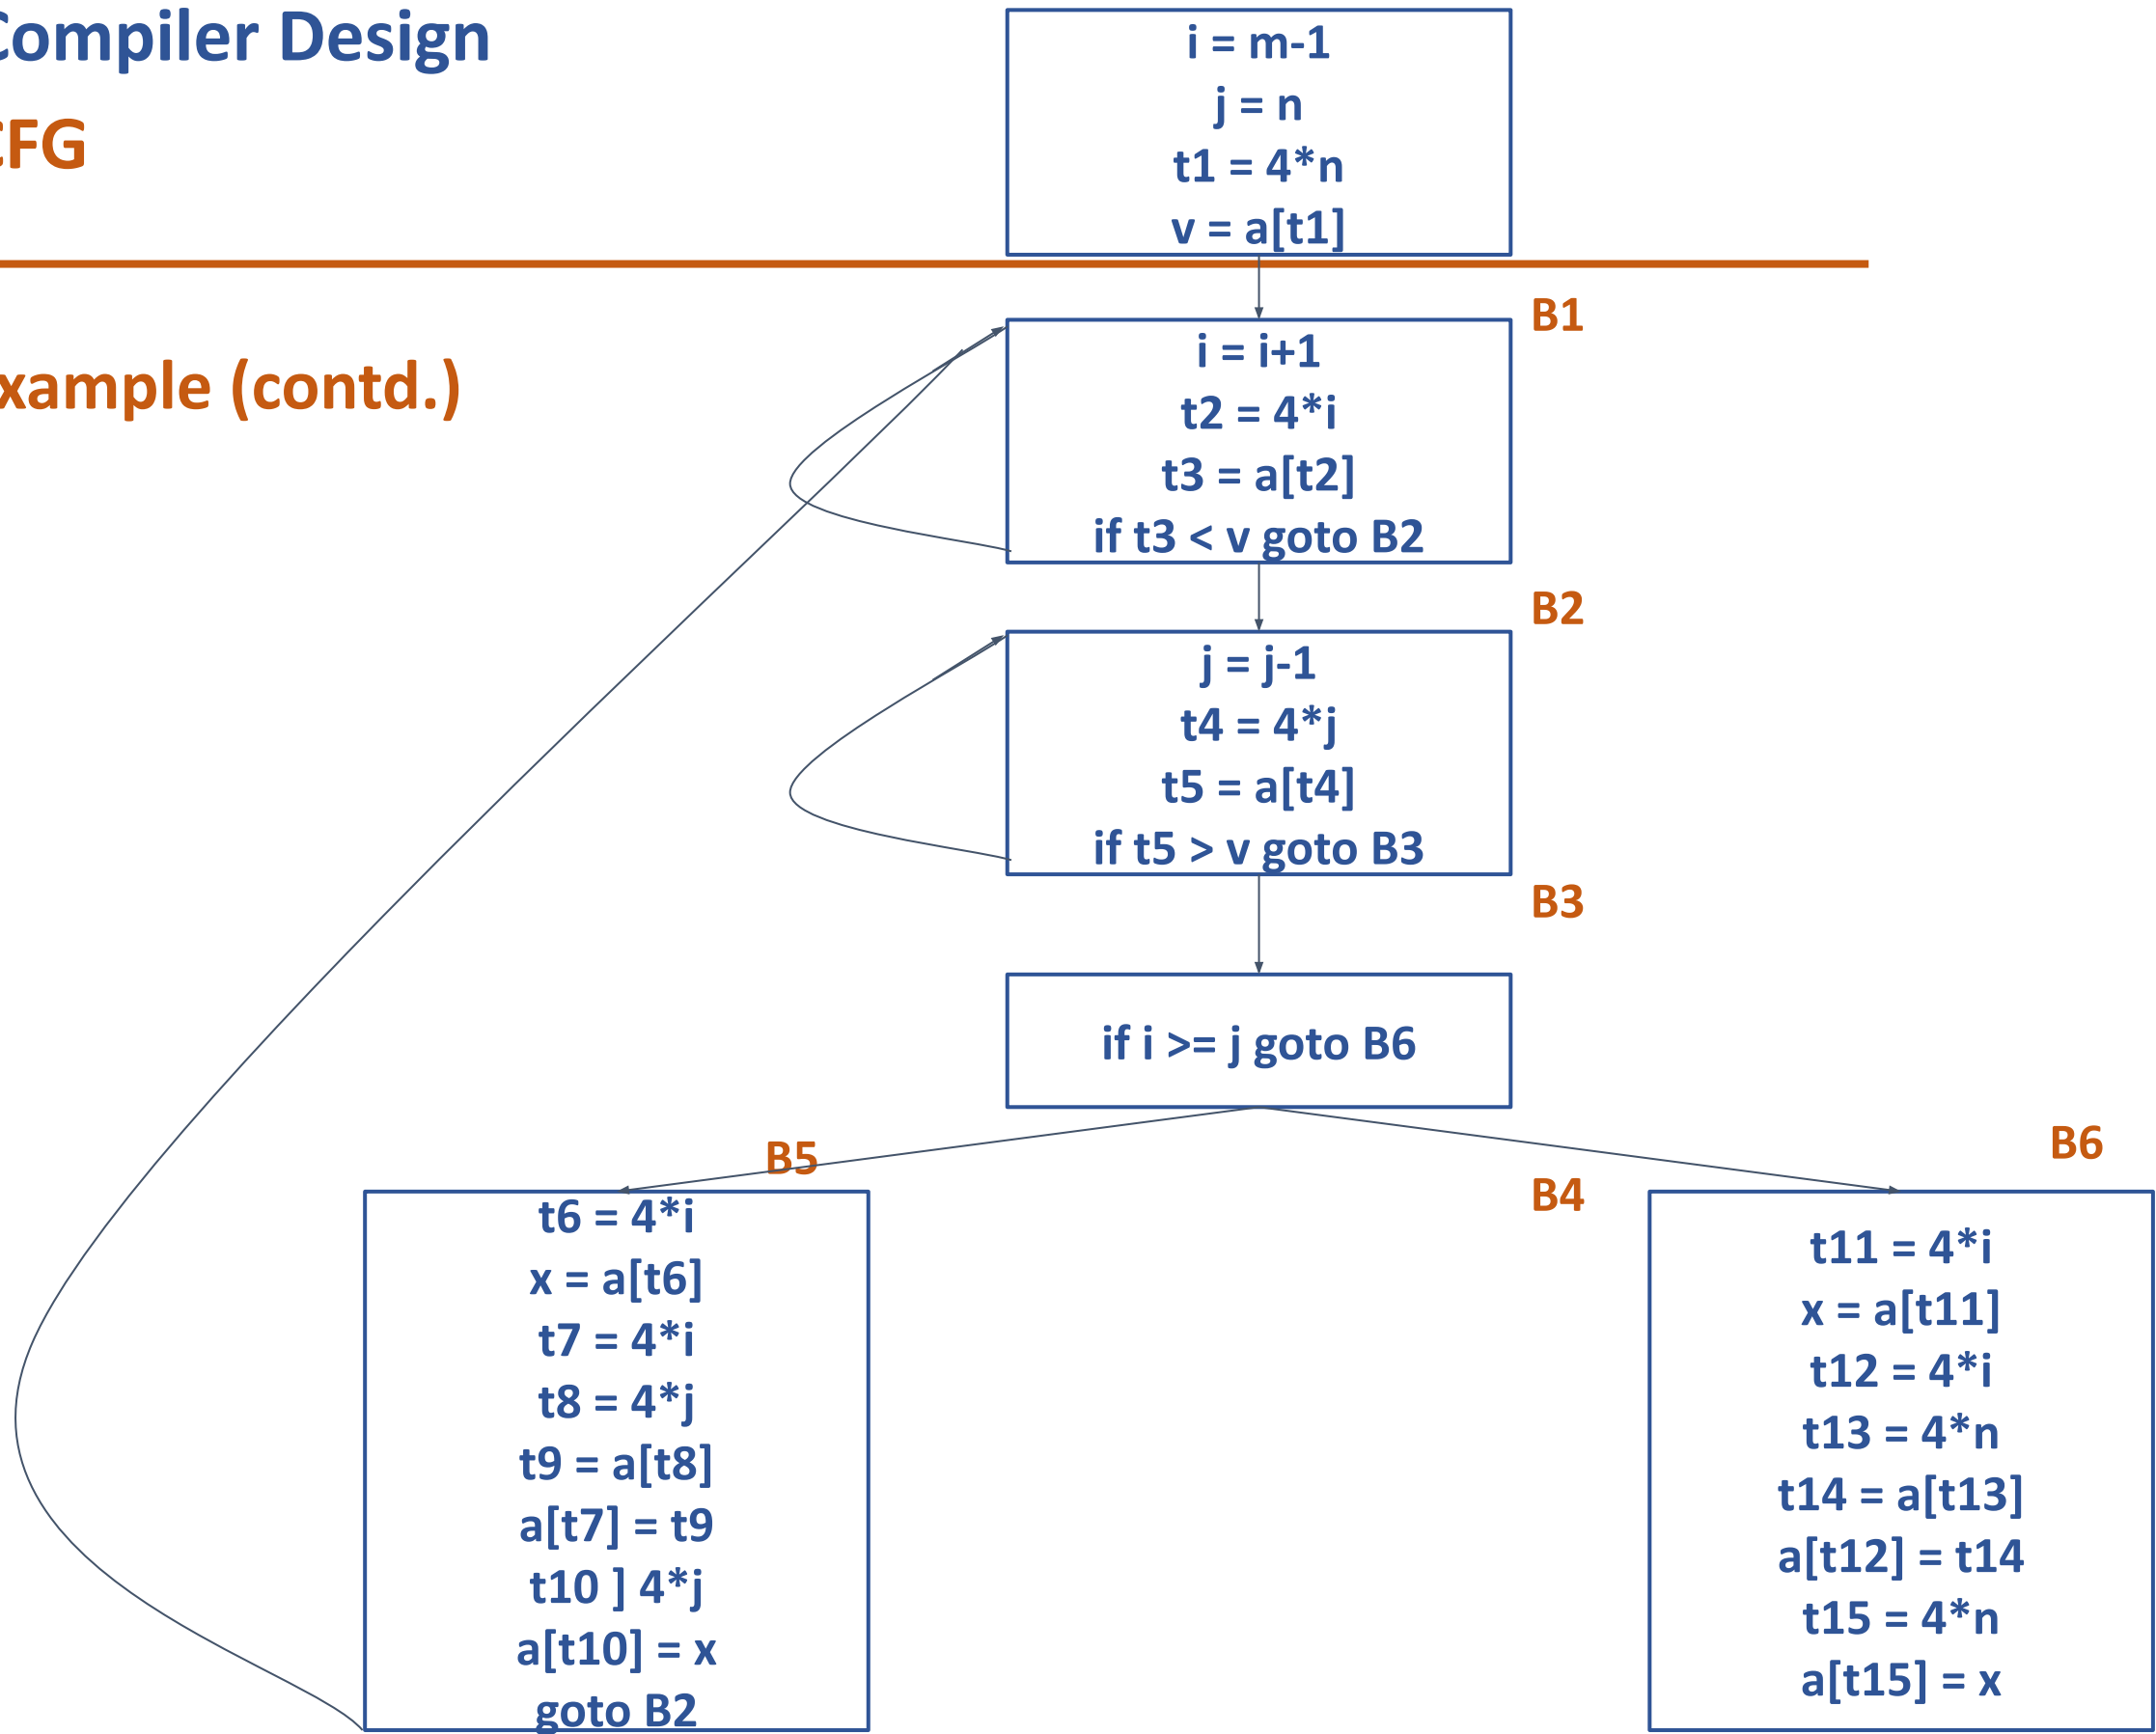 Compiler Design
CFG
xample (contd.)
i = m-1
j = n
t1 = 4*n
v = a[t1]
B1
i = i+1
t2 = 4*i
t3 = a[t2]
if t3 < v goto B2
B2
j = j-1
t4 = 4*j
t5 = a[t4]
if t5 > v goto B3
B3
if i >= j goto B6
B5
t6 = 4*i
x = a[t6]
t7 = 4*i
t8 = 4*j
t9 = a[t8]
a[t7] = t9
t10 ] 4*j
a[t10] = x
goto B2
B4
B6
t11 = 4*i
x = a[t11]
t12 = 4*i
t13 = 4*n
t14 = a[t13]
a[t12] = t14
t15 = 4*n
a[t15] = x